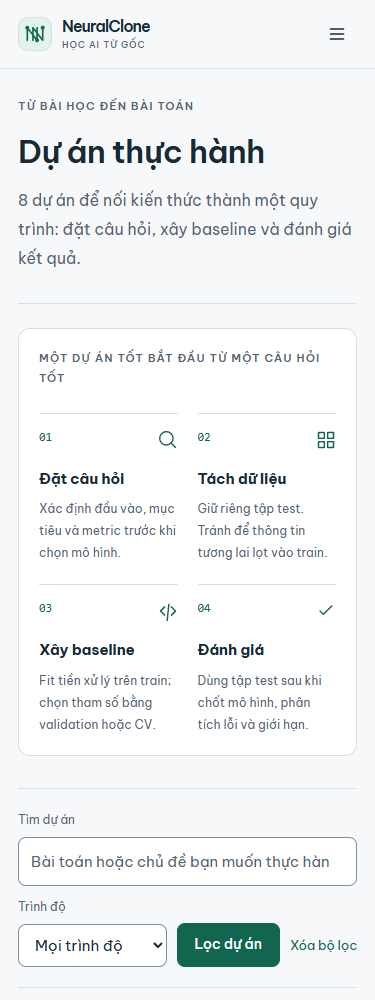 NeuralClone
HỌC AI TỪ GỐC
TỪ BÀI HỌC ĐẾN BÀI TOÁN
Dự án thực hành
8 dự án để nối kiến thức thành một quy
trình: đặt câu hỏi, xây baseline và đánh giá
kết quả.
MỘT DỰ ÁN TỐT BẮT ĐẦU TỪ MỘT CÂU HỎI
TỐT
01
Đặt câu hỏi
Xác định đầu vào, mục
tiêu và metric trước khi
chọn mô hình.
02
Tách dữ liệu
Giữ riêng tập test.
Tránh để thông tin
tương lai lọt vào train.
03
Xây baseline
Fit tiền xử lý trên train;
chọn tham số bằng
validation hoặc CV.
04
Đánh giá
Dùng tập test sau khi
chốt mô hình, phân
tích lỗi và giới hạn.
Tìm dự án
Bài toán hoặc chủ đề bạn muốn thực hàn
Trình độ
Mọi trình độ
Lọc dự án
Xóa bộ lọc